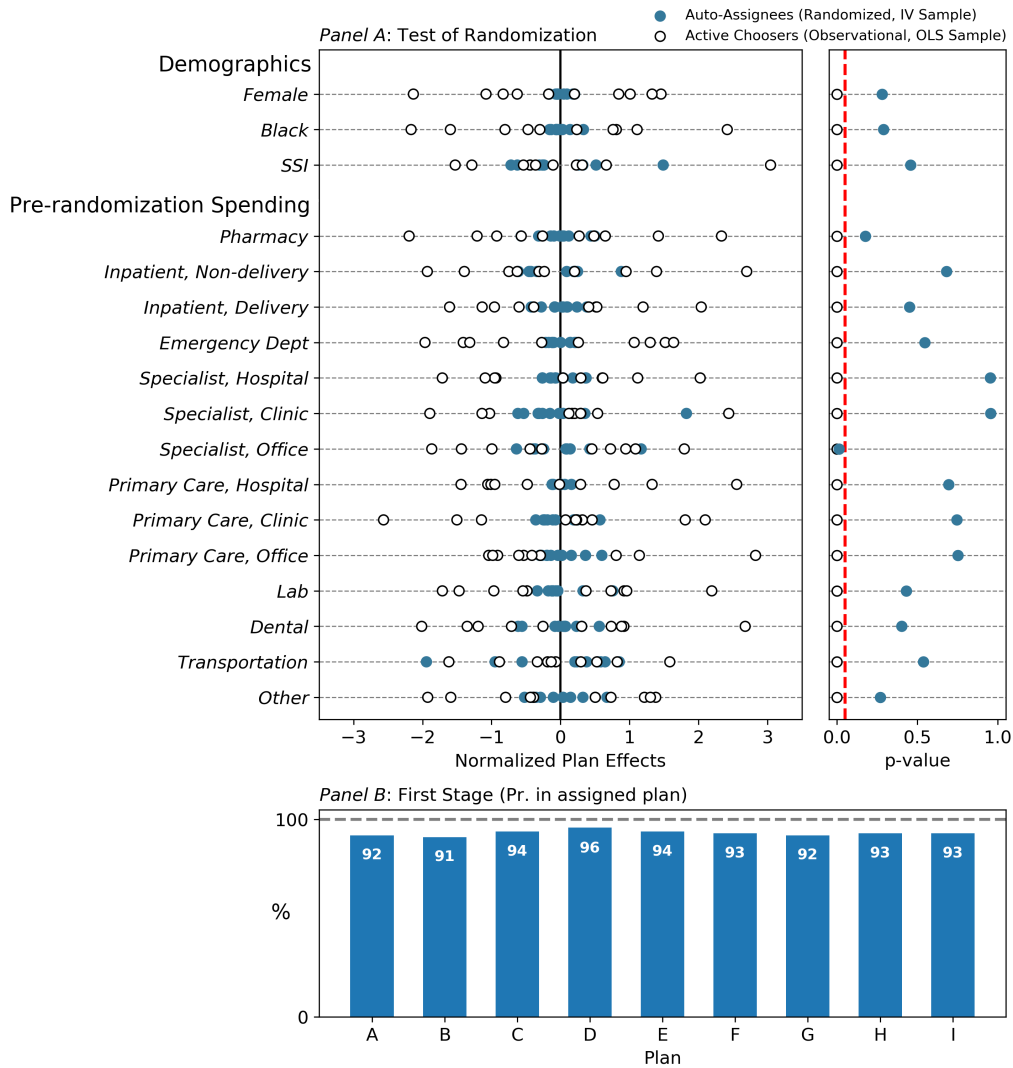 Auto-Assignees (Randomized, IV Sample)
Active Choosers (Observational, OLS Sample)
Panel A: Test of Randomization
Demographics
Female
Black
SSI
Pre-randomization Spending
Pharmacy
Inpatient, Non-delivery
Inpatient, Delivery
Emergency Dept
Specialist, Hospital
Specialist, Clinic
Specialist, Office
Primary Care, Hospital
Primary Care, Clinic
Primary Care, Office
Lab
Dental
Transportation
Other
−3 −2 −1 0 1 2 3
Normalized Plan Effects
0.0 0.5 1.0
p-value
Panel B: First Stage (Pr. in assigned plan)
100
%
0
92 91 94 96 94 93 92 93 93
A B C D E F G H I
Plan